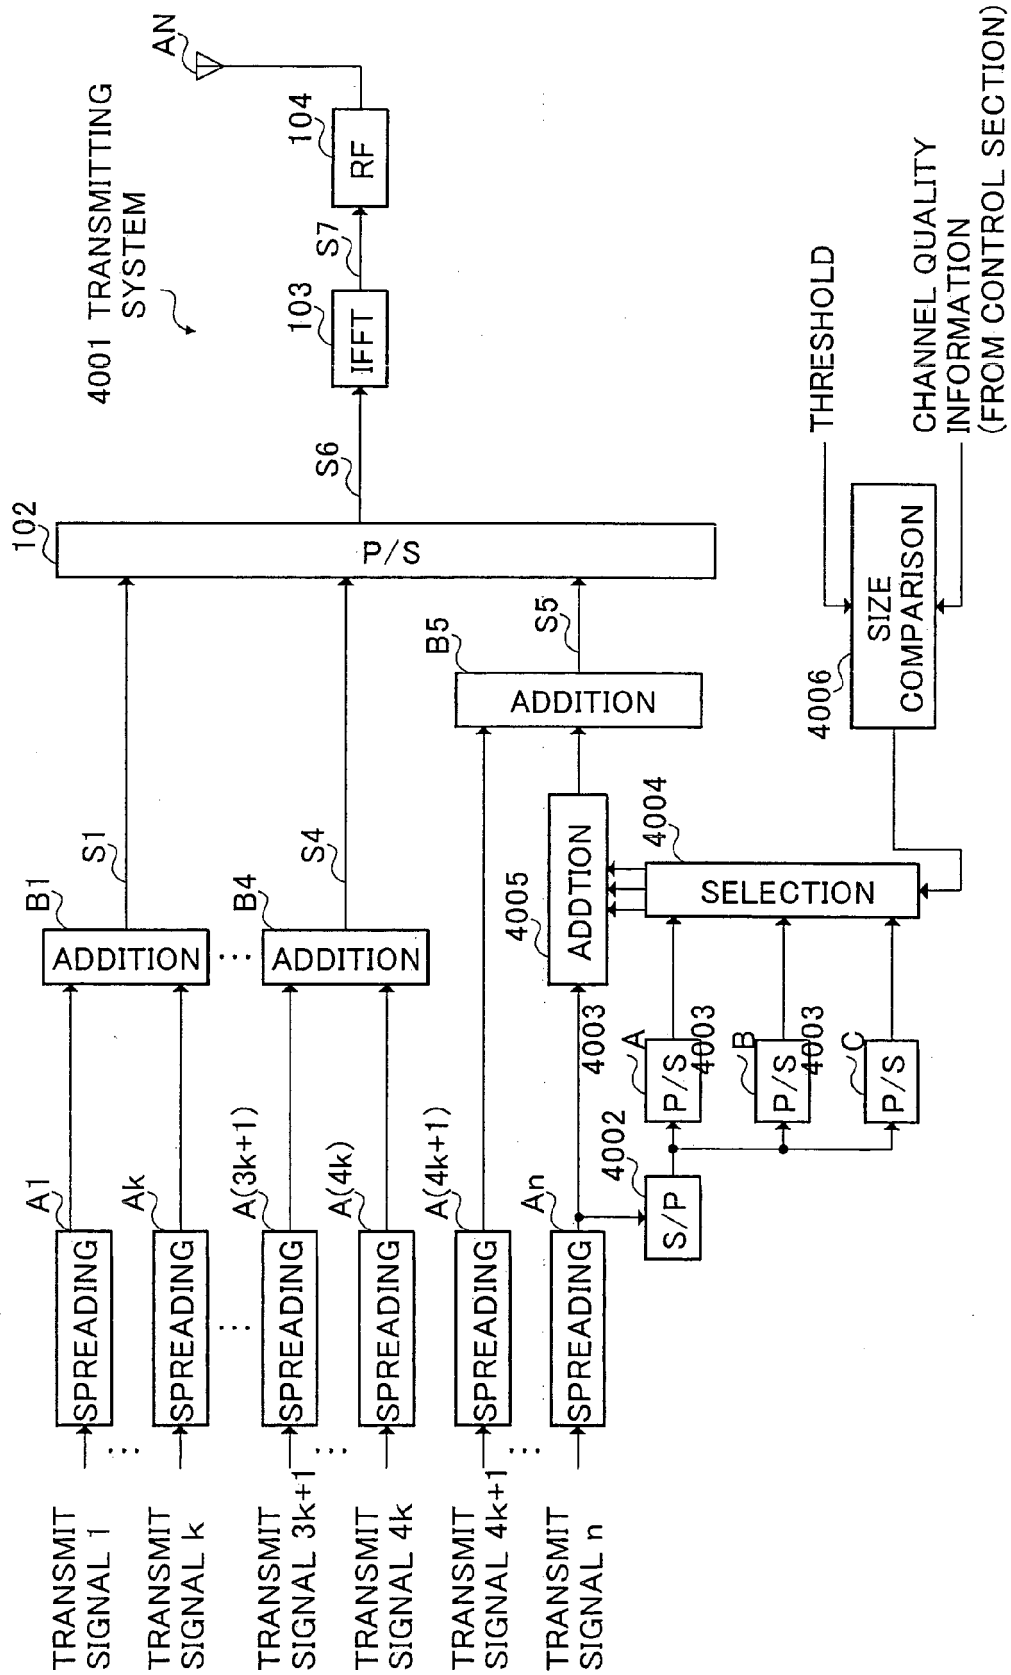 4001 TRANSMITTING
SYSTEM
AN
104
RF
S7
103
IFFT
S6
102
P/S
S1
S4
S5
B1
ADDITION
...
B4
ADDITION
B5
ADDITION
4005
ADDTION
4004
SELECTION
4006
SIZE
COMPARISON
THRESHOLD
CHANNEL QUALITY
INFORMATION
(FROM CONTROL SECTION)
4003
A
P/S
4003
B
P/S
4003
C
P/S
4002
S/P
A1
SPREADING
Ak
SPREADING
...
A(3k+1)
SPREADING
A(4k)
SPREADING
A(4k+1)
SPREADING
An
SPREADING
TRANSMIT
SIGNAL 1
...
TRANSMIT
SIGNAL k
TRANSMIT
SIGNAL 3k+1
...
TRANSMIT
SIGNAL 4k
TRANSMIT
SIGNAL 4k+1
...
TRANSMIT
SIGNAL n